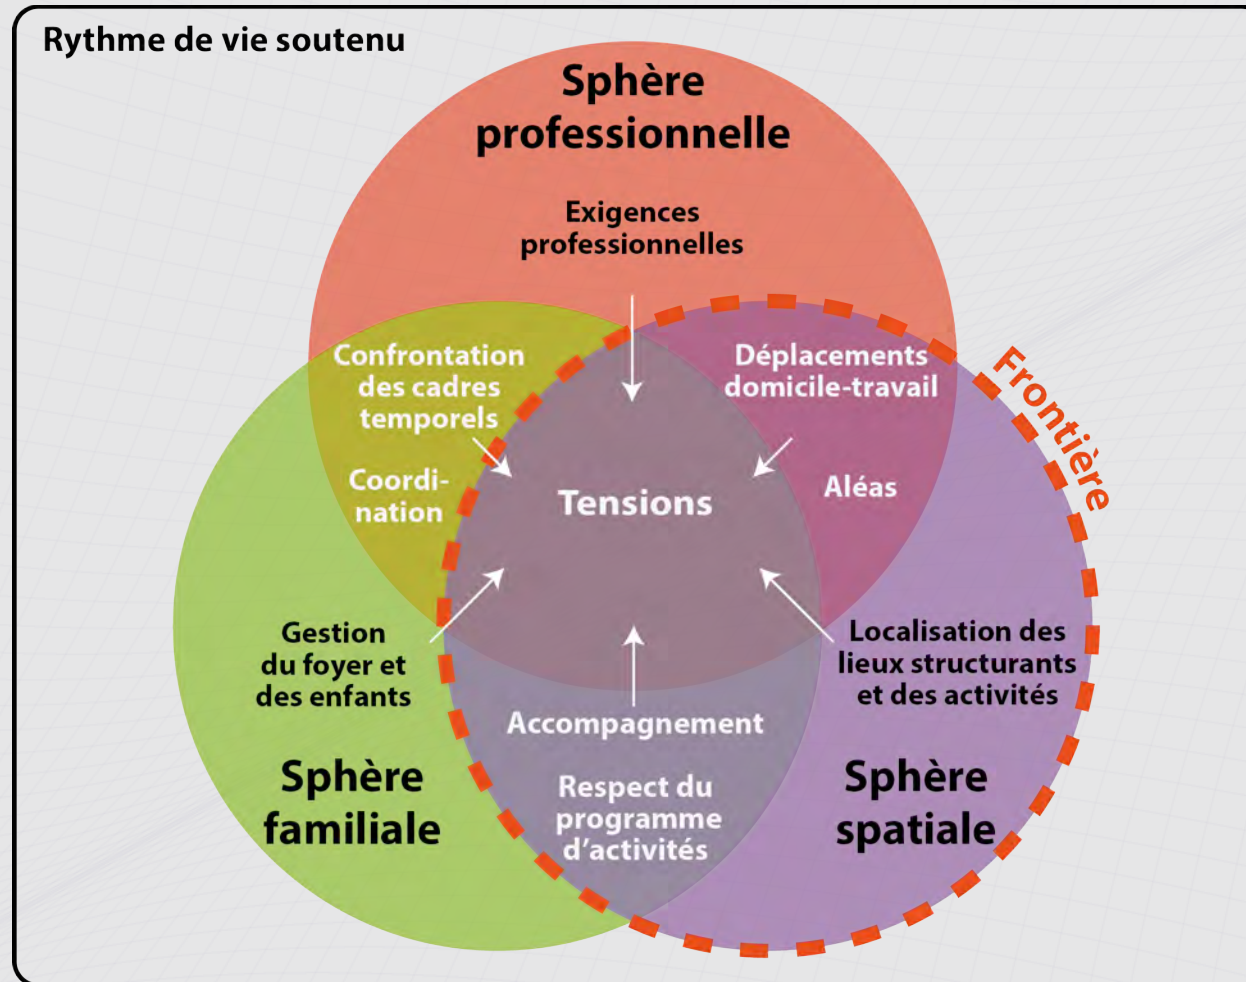 Rythme de vie soutenu
Sphère
professionnelle
Exigences
professionnelles
Confrontation
des cadres
temporels
Coordi-
nation
Déplacements
domicile-travail
Aléas
Frontière
Tensions
Gestion
du foyer et
des enfants
Sphère
familiale
Accompagnement
Respect du
programme
d’activités
Localisation des
lieux structurants
et des activités
Sphère
spatiale